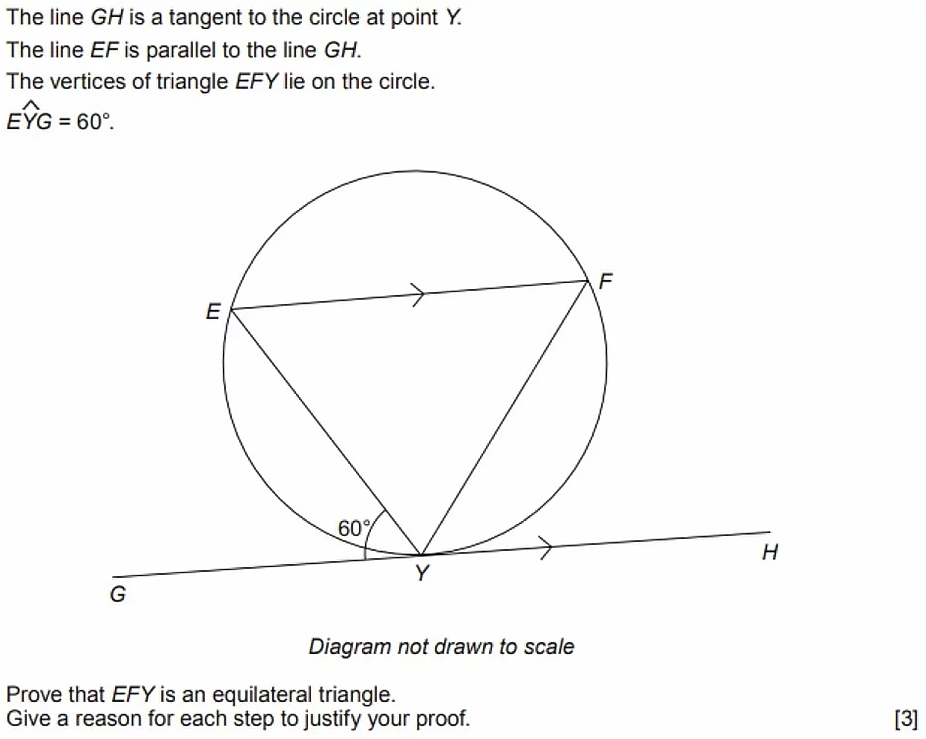 The line GH is a tangent to the circle at point Y.
The line EF is parallel to the line GH.
The vertices of triangle EFY lie on the circle.
EŶG = 60°.
F
E
60°
H
Y
G
Diagram not drawn to scale
Prove that EFY is an equilateral triangle.
Give a reason for each step to justify your proof. [3]